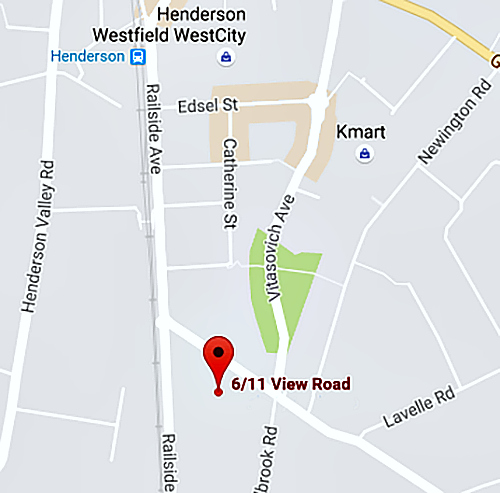 Henderson
Westfield WestCity
Henderson
Edsel St
Kmart
Newington Rd
Railside Ave
Catherine St
Henderson Valley Rd
Vitasovich Ave
6/11 View Road
Lavelle Rd
Railside